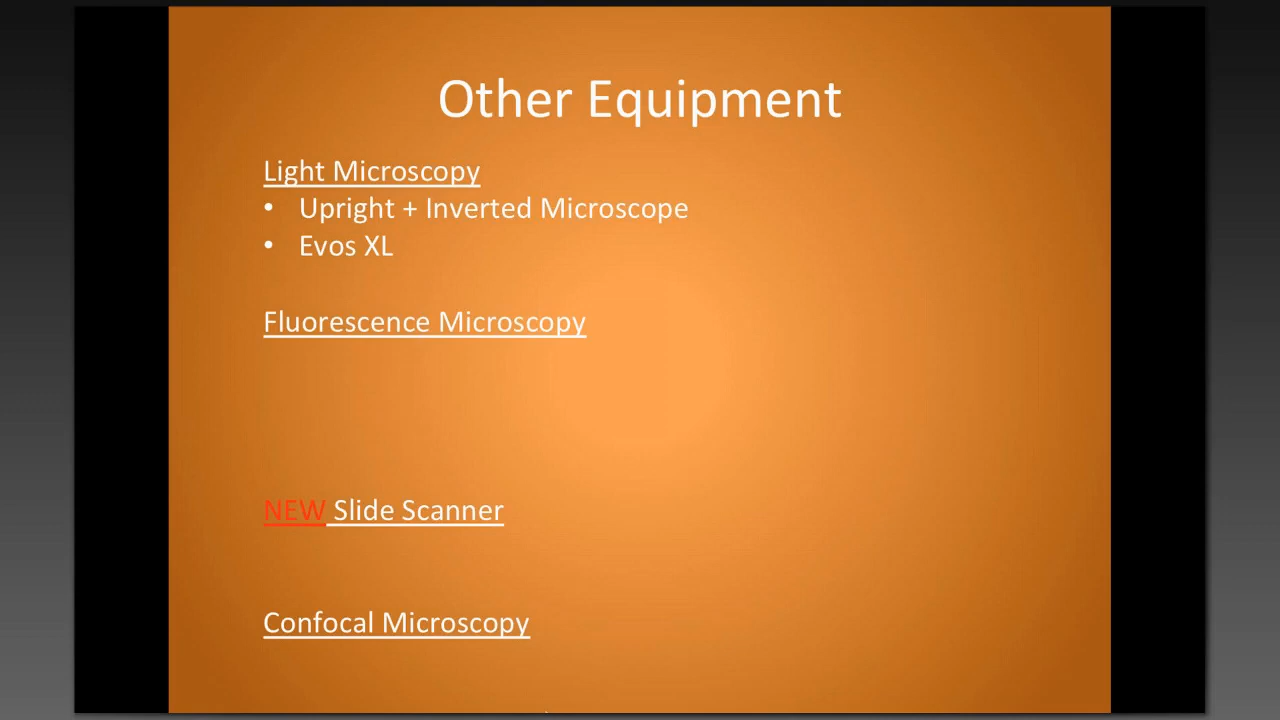 Other Equipment
Light Microscopy
• Upright + Inverted Microscope
• Evos XL
Fluorescence Microscopy
NEW Slide Scanner
Confocal Microscopy